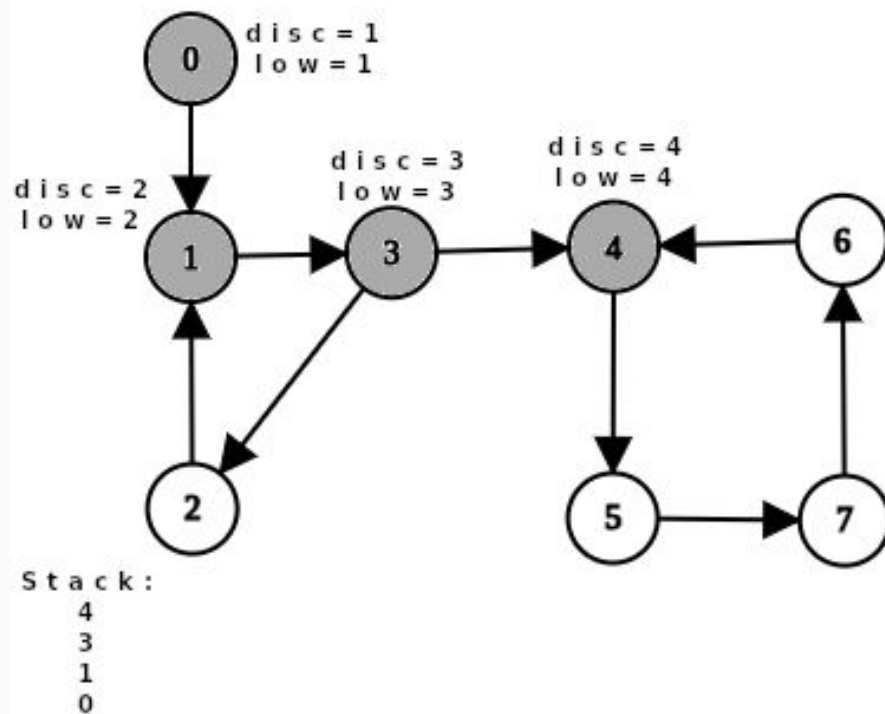 0
disc=1
low=1
disc=2
low=2
1
disc=3
low=3
3
disc=4
low=4
4
6
2
5
7
Stack:
4
3
1
0